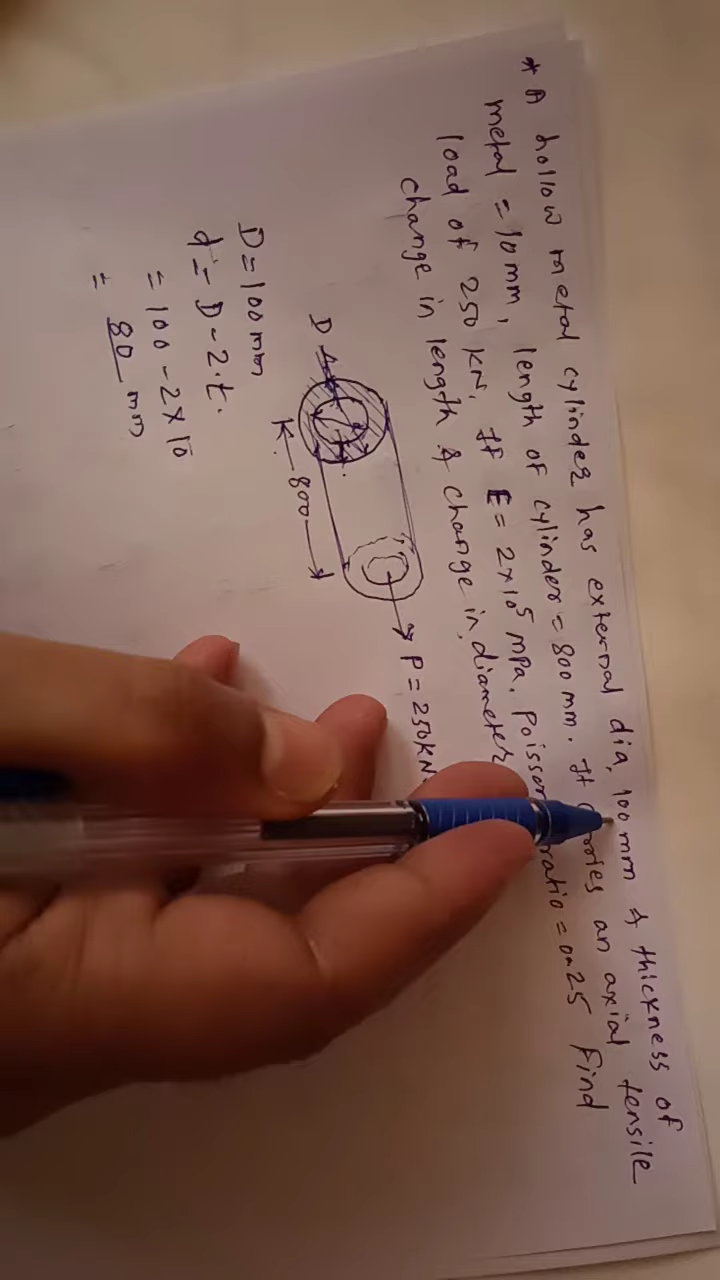 * A hollow metal cylinder has external dia, 100 mm & thickness of
metal = 10 mm, length of cylinder = 800 mm. It carries an axial tensile
load of 250 KN. If E = 2 x 10⁵ mPa. Poisson ratio = 0.25 Find
change in length & change in diameter
D
800
P = 250KN
D = 100 mm
d = D - 2.t.
= 100 - 2 x 10
= 80 mm